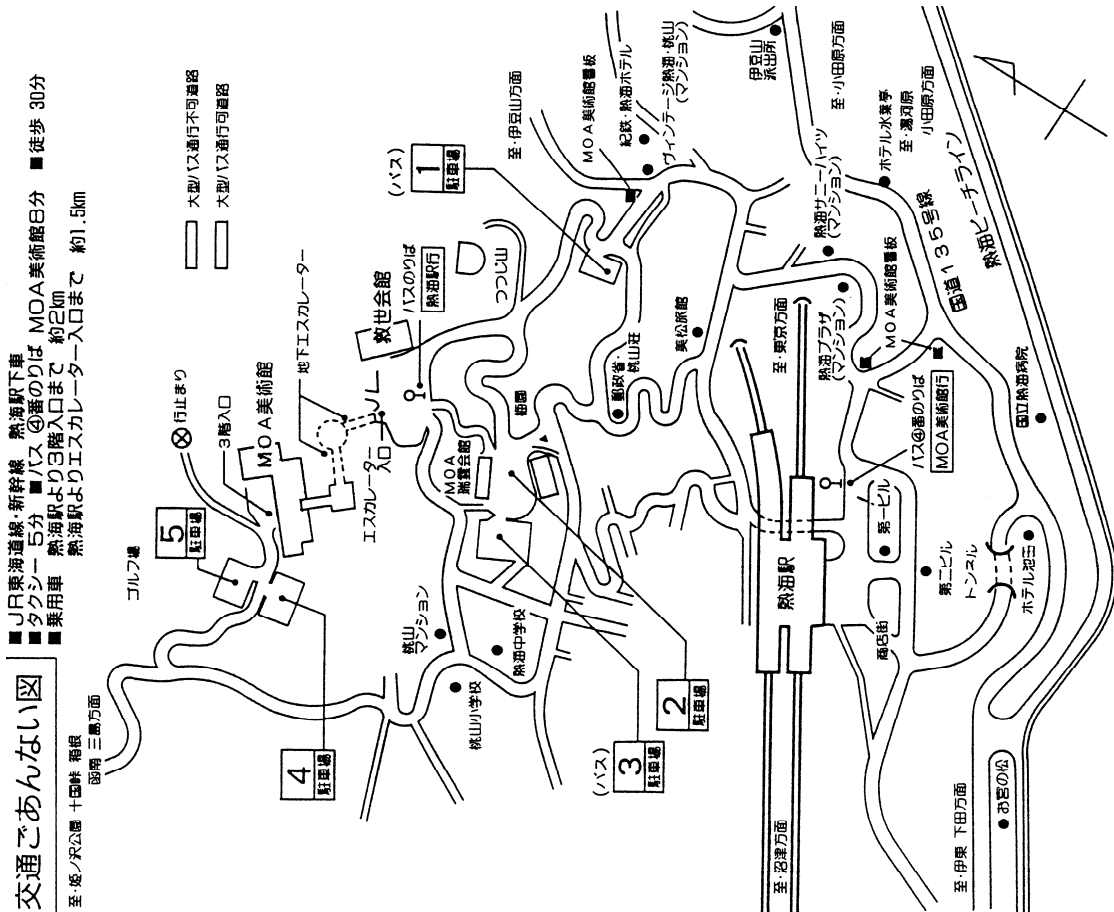 交通ごあんない図
■JR東海道線・新幹線 熱海駅下車
■タクシー 5分 ■バス ④番のりば MOA美術館8分 ■徒歩 30分
■乗用車 熱海駅より3階入口まで 約2km
熱海駅よりエスカレーター入口まで 約1.5km
大型バス通行不可道路
大型バス通行可道路
至・姫ノ沢公園 十国峠 箱根
函南 三島方面
ゴルフ場
5
駐車場
行止まり
3階入口
MOA美術館
地下エスカレーター
エスカレーター
入口
救世会館
バスのりば
熱海駅行
つつじ山
(バス)
1
駐車場
至・伊豆山方面
MOA美術館看板
紀鉄・熱海ホテル
ヴィンテージ熱海・桃山
(マンション)
伊豆山
派出所
至・小田原方面
4
駐車場
桃山
マンション
桃山小学校
熱海中学校
MOA
瑞雲会館
梅園
郵政省・
桃山荘
美松旅館
(バス)
3
駐車場
2
駐車場
至・東京方面
熱海サニーハイツ
(マンション)
熱海プラザ
(マンション)
MOA美術館看板
ホテル水葉亭
至・湯河原
小田原方面
国道135号線
熱海ビーチライン
熱海駅
バス④番のりば
MOA美術館行
第一ビル
第二ビル
商店街
トンネル
ホテル池田
国立熱海病院
至・沼津方面
至・伊東 下田方面
お宮の松